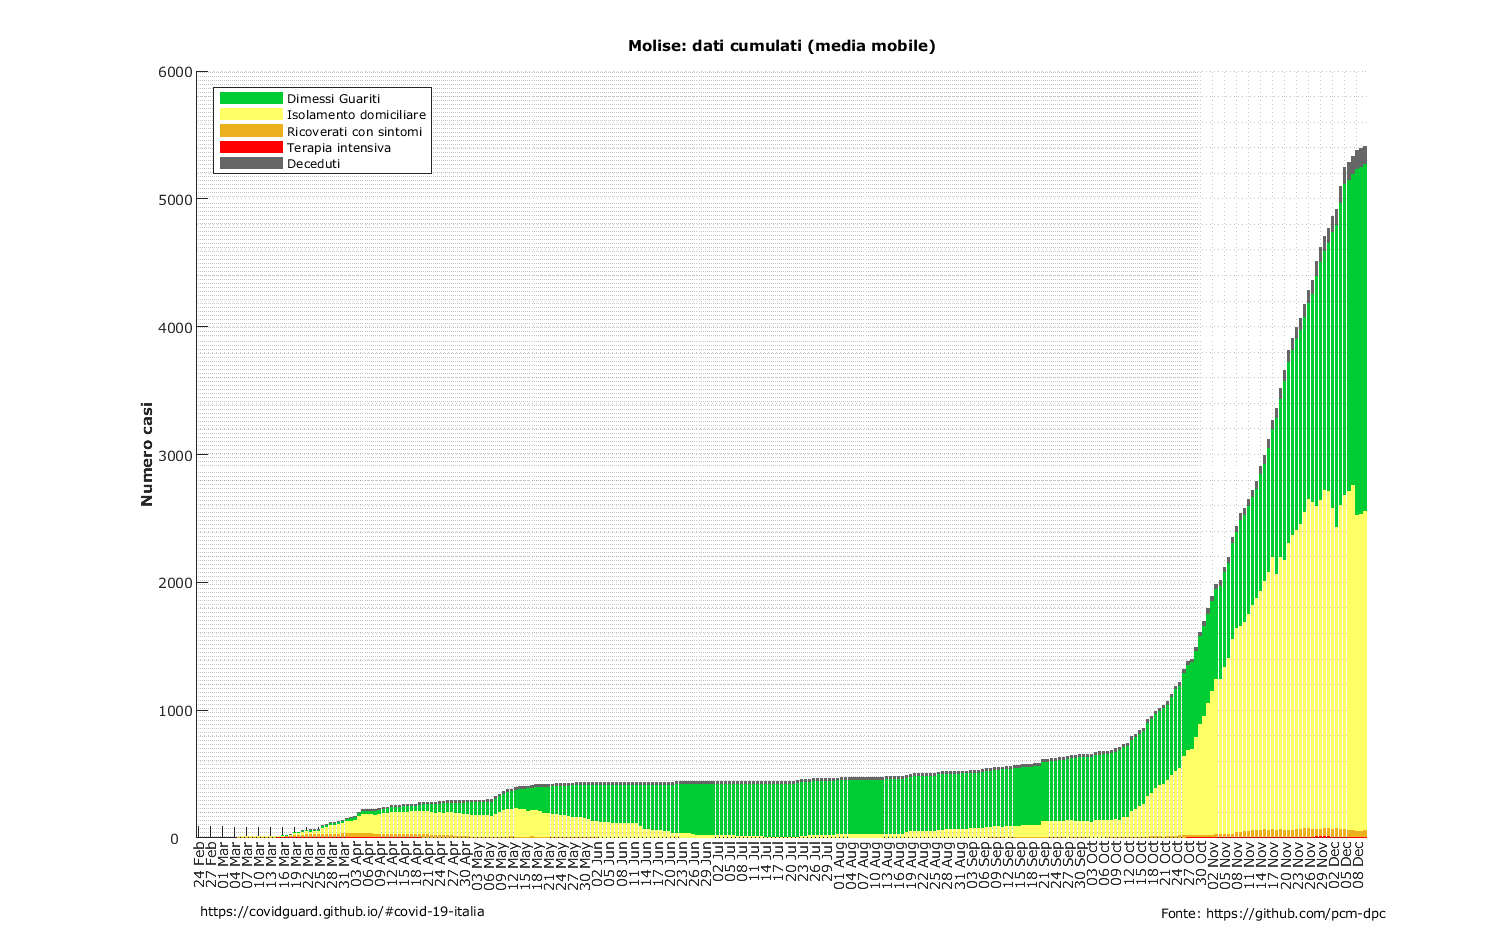 Molise: dati cumulati (media mobile)
Numero casi
6000
5000
4000
3000
2000
1000
0
Dimessi Guariti
Isolamento domiciliare
Ricoverati con sintomi
Terapia intensiva
Deceduti
24 Feb
27 Feb
01 Mar
04 Mar
07 Mar
10 Mar
13 Mar
16 Mar
19 Mar
22 Mar
25 Mar
28 Mar
31 Mar
03 Apr
06 Apr
09 Apr
12 Apr
15 Apr
18 Apr
21 Apr
24 Apr
27 Apr
30 Apr
03 May
06 May
09 May
12 May
15 May
18 May
21 May
24 May
27 May
30 May
02 Jun
05 Jun
08 Jun
11 Jun
14 Jun
17 Jun
20 Jun
23 Jun
26 Jun
29 Jun
02 Jul
05 Jul
08 Jul
11 Jul
14 Jul
17 Jul
20 Jul
23 Jul
26 Jul
29 Jul
01 Aug
04 Aug
07 Aug
10 Aug
13 Aug
16 Aug
19 Aug
22 Aug
25 Aug
28 Aug
31 Aug
03 Sep
06 Sep
09 Sep
12 Sep
15 Sep
18 Sep
21 Sep
24 Sep
27 Sep
30 Sep
03 Oct
06 Oct
09 Oct
12 Oct
15 Oct
18 Oct
21 Oct
24 Oct
27 Oct
30 Oct
02 Nov
05 Nov
08 Nov
11 Nov
14 Nov
17 Nov
20 Nov
23 Nov
26 Nov
29 Nov
02 Dec
05 Dec
08 Dec
https://covidguard.github.io/#covid-19-italia
Fonte: https://github.com/pcm-dpc